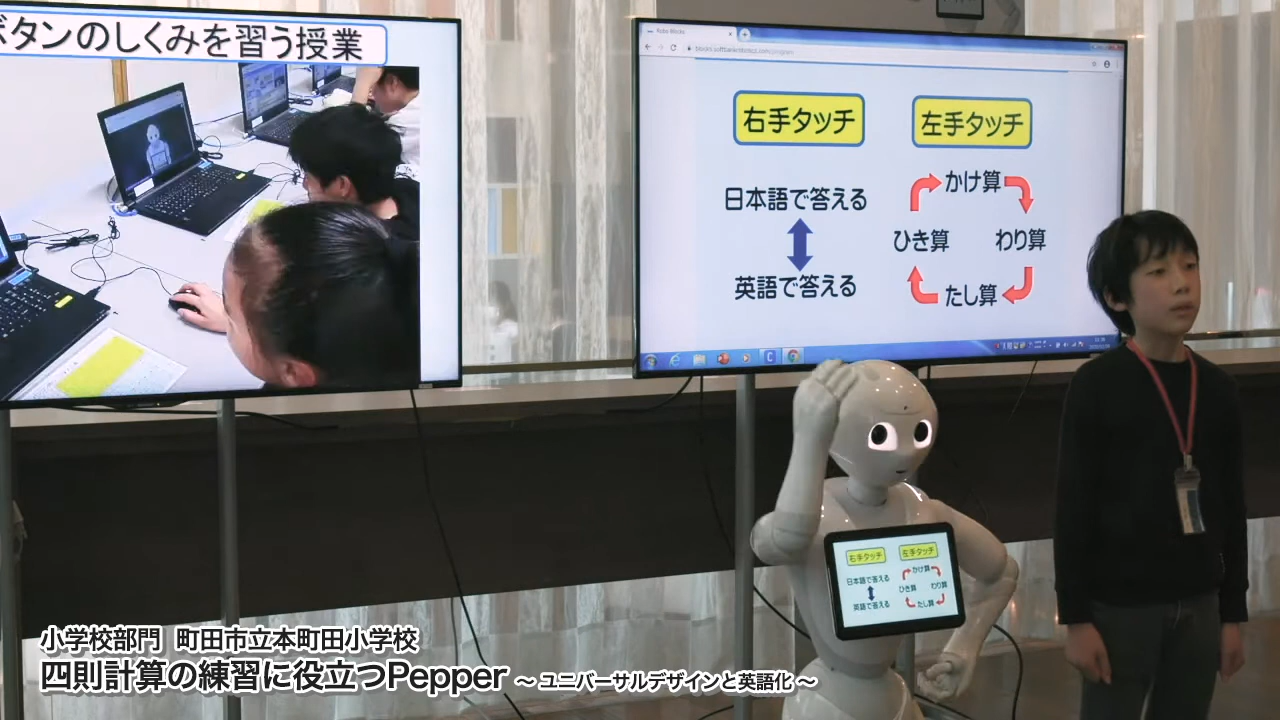 ボタンのしくみを習う授業
Robo Blocks
右手タッチ
左手タッチ
日本語で答える
英語で答える
かけ算
ひき算
わり算
たし算
右手タッチ
左手タッチ
日本語で答える
英語で答える
かけ算
ひき算
わり算
たし算
小学校部門 町田市立本町田小学校
四則計算の練習に役立つPepper ～ ユニバーサルデザインと英語化 ～